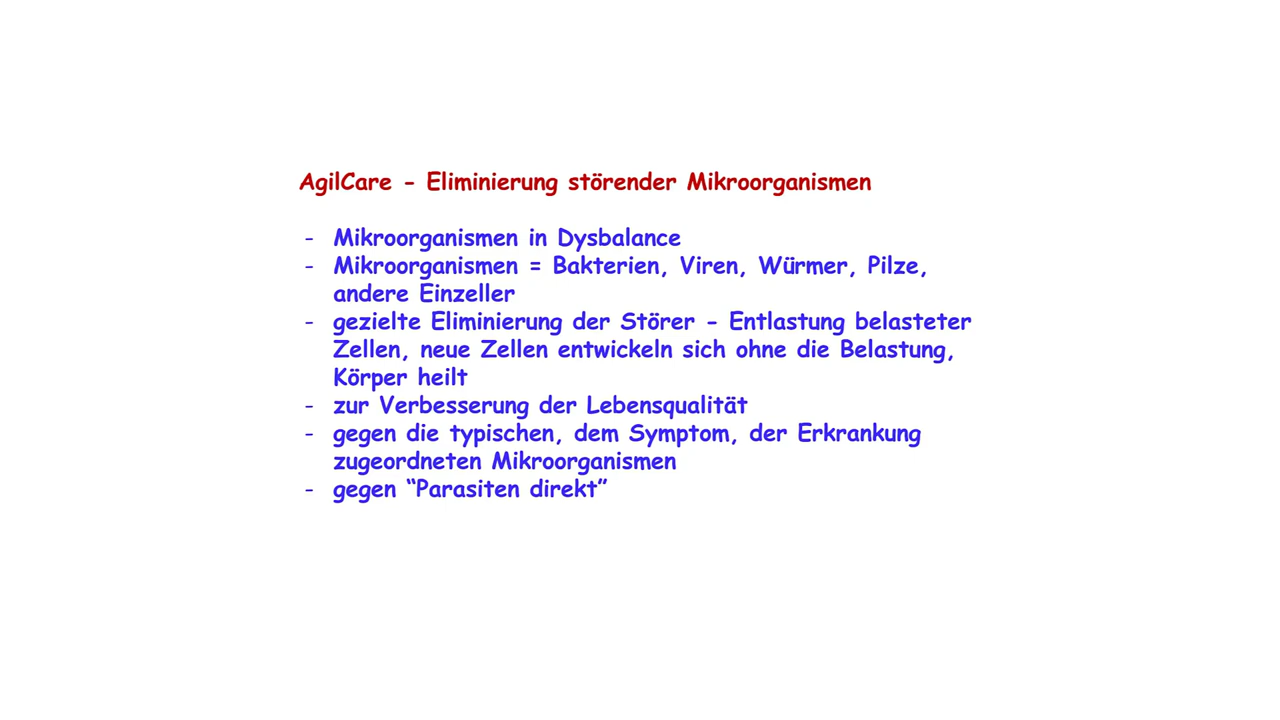 AgilCare - Eliminierung störender Mikroorganismen
- Mikroorganismen in Dysbalance
- Mikroorganismen = Bakterien, Viren, Würmer, Pilze,
andere Einzeller
- gezielte Eliminierung der Störer - Entlastung belasteter
Zellen, neue Zellen entwickeln sich ohne die Belastung,
Körper heilt
- zur Verbesserung der Lebensqualität
- gegen die typischen, dem Symptom, der Erkrankung
zugeordneten Mikroorganismen
- gegen “Parasiten direkt”